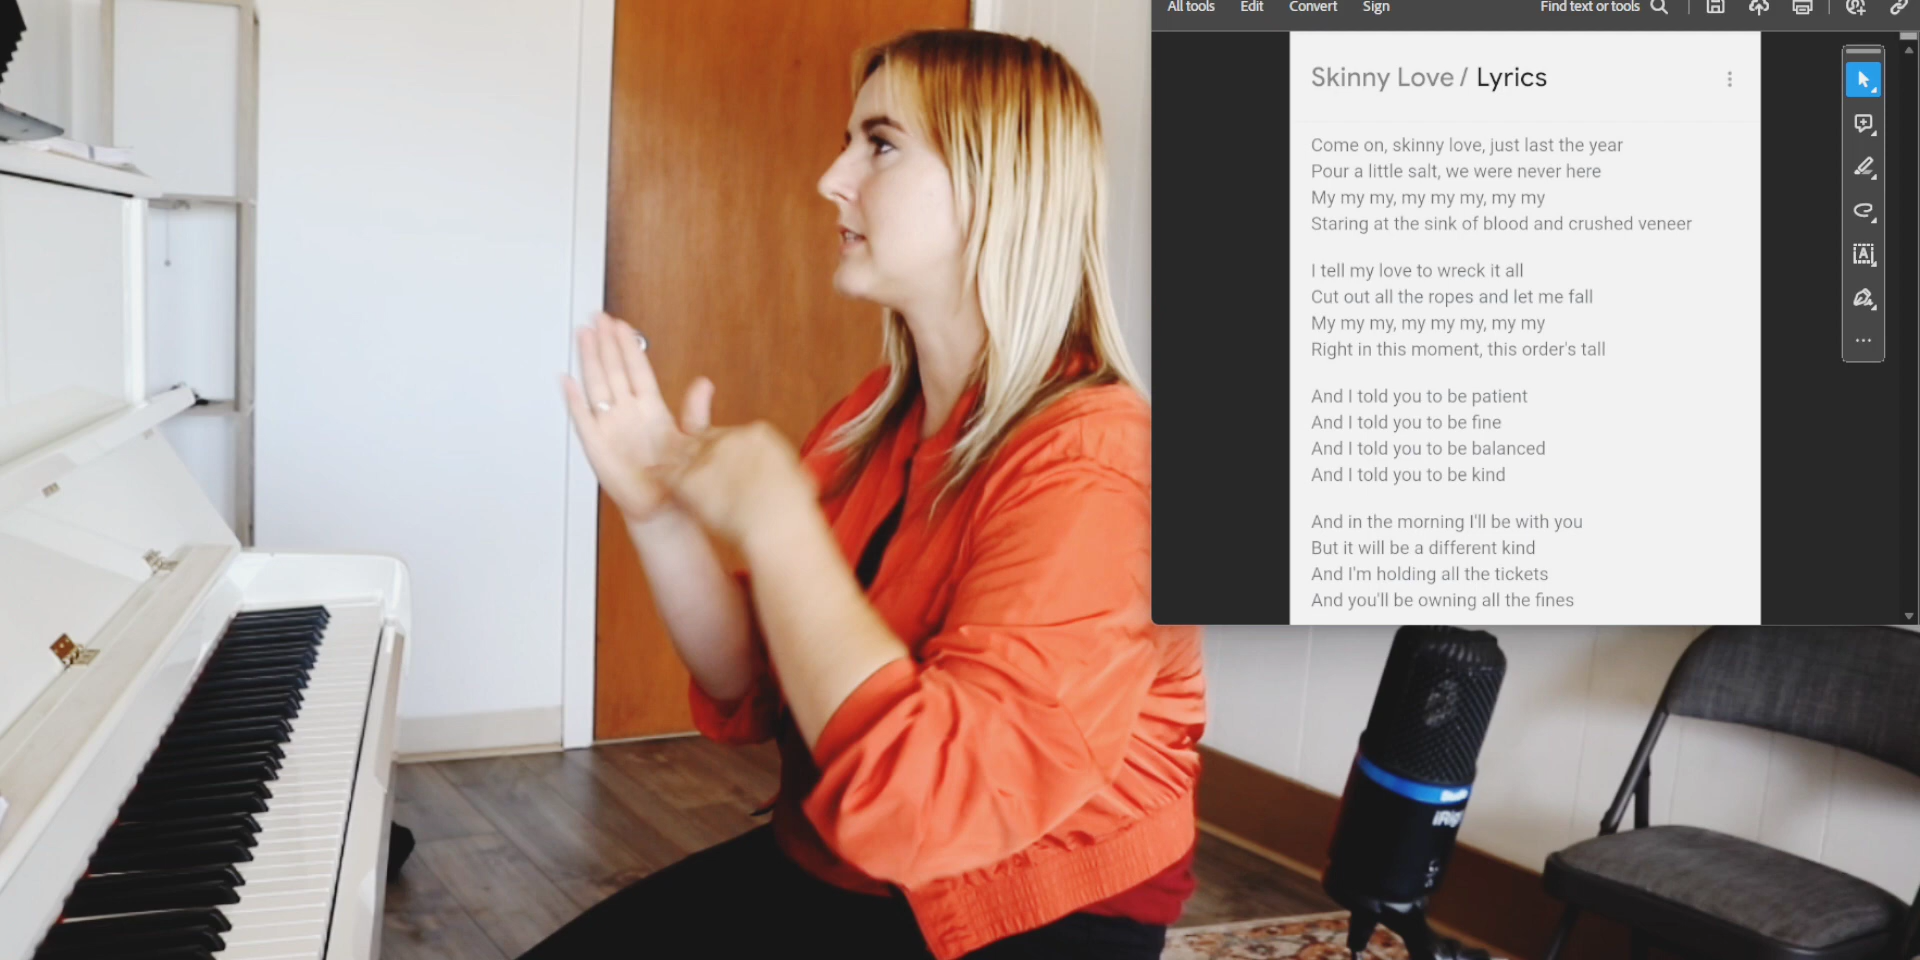 All tools Edit Convert Sign Find text or tools
Skinny Love / Lyrics
Come on, skinny love, just last the year
Pour a little salt, we were never here
My my my, my my my, my my
Staring at the sink of blood and crushed veneer
I tell my love to wreck it all
Cut out all the ropes and let me fall
My my my, my my my, my my
Right in this moment, this order's tall
And I told you to be patient
And I told you to be fine
And I told you to be balanced
And I told you to be kind
And in the morning I'll be with you
But it will be a different kind
And I'm holding all the tickets
And you'll be owning all the fines